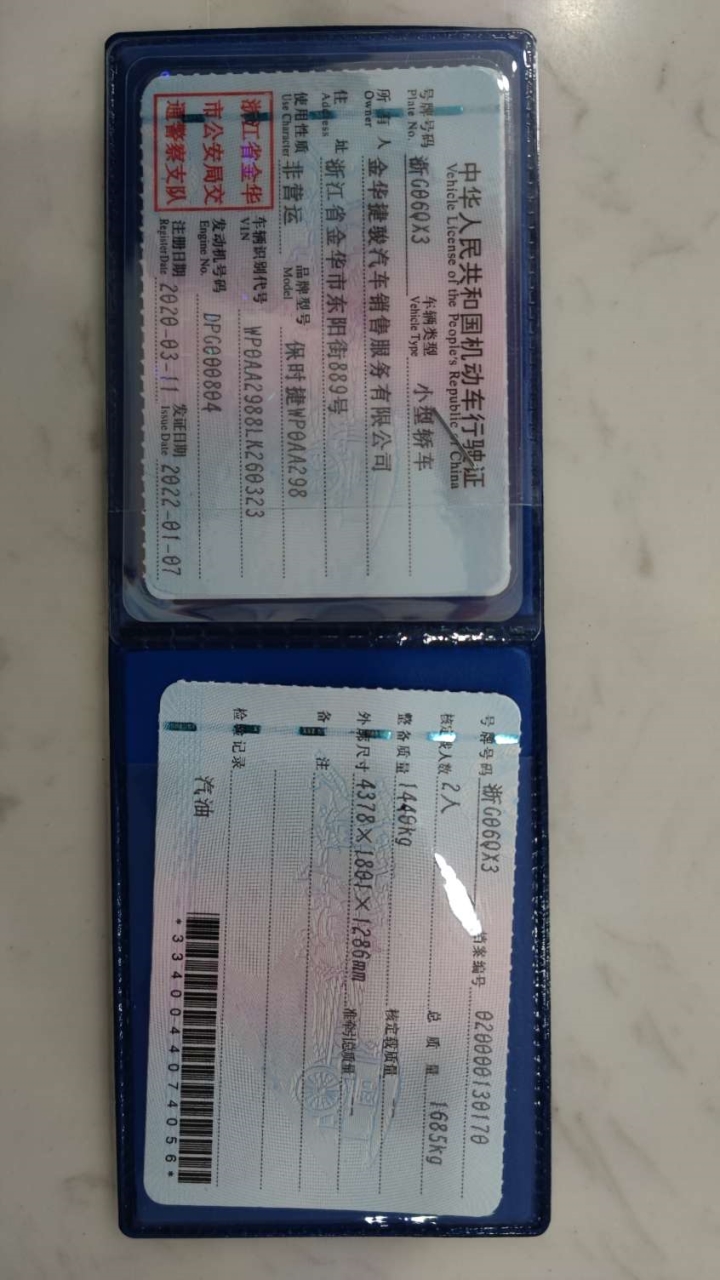 中华人民共和国机动车行驶证
Vehicle License of the People's Republic of China
号牌号码 浙G06QX3 车辆类型 小型轿车
Plate No. Vehicle Type
所有人 金华捷骏汽车销售服务有限公司
Owner
住址 浙江省金华市东阳街889号
Address
使用性质 非营运 品牌型号 保时捷WP0AA298
Use Character Model
浙江省金华
市公安局交
通警察支队
车辆识别代号 WP0AA2988LK260323
VIN
发动机号码 DPG000804
Engine No.
注册日期 2020-03-11 发证日期 2022-01-07
Register Date Issue Date
号牌号码 浙G06QX3 档案编号 020000130170
核定载人数 2人 总质量 1685kg
整备质量 1440kg 核定载质量 --
外廓尺寸 4378×1801×1286mm 准牵引总质量 --
备注
检验记录
汽油
*3340044074056*